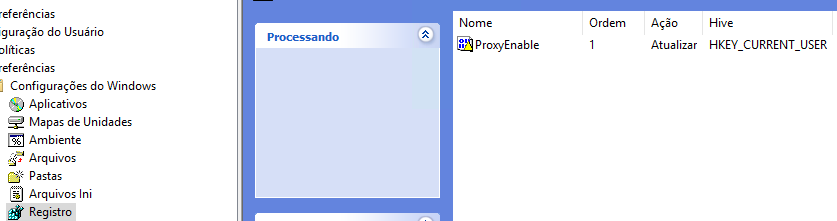 referências
iguração do Usuário
olíticas
referências
Configurações do Windows
Aplicativos
Mapas de Unidades
Ambiente
Arquivos
Pastas
Arquivos Ini
Registro
Processando
Nome Ordem Ação Hive
ProxyEnable 1 Atualizar HKEY_CURRENT_USER